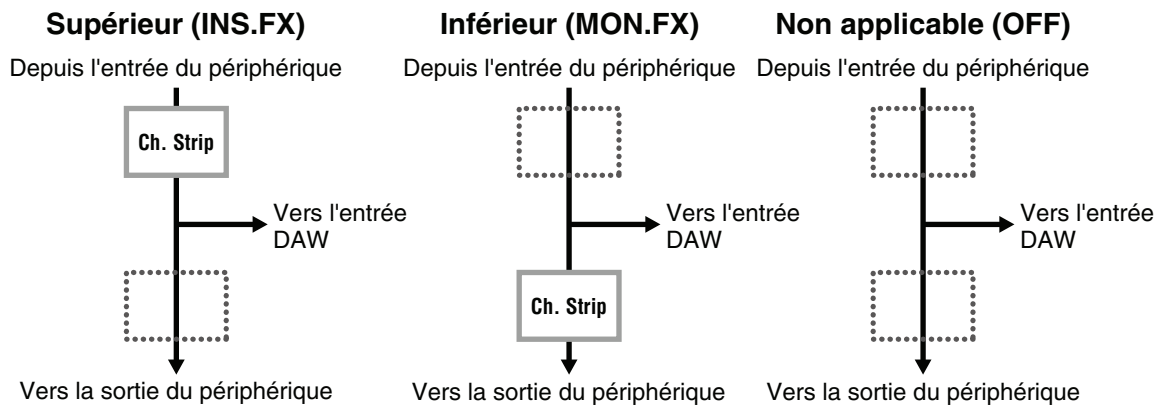 Supérieur (INS.FX)
Depuis l'entrée du périphérique
Ch. Strip
Vers l'entrée
DAW
Vers la sortie du périphérique
Inférieur (MON.FX)
Depuis l'entrée du périphérique
Vers l'entrée
DAW
Ch. Strip
Vers la sortie du périphérique
Non applicable (OFF)
Depuis l'entrée du périphérique
Vers l'entrée
DAW
Vers la sortie du périphérique